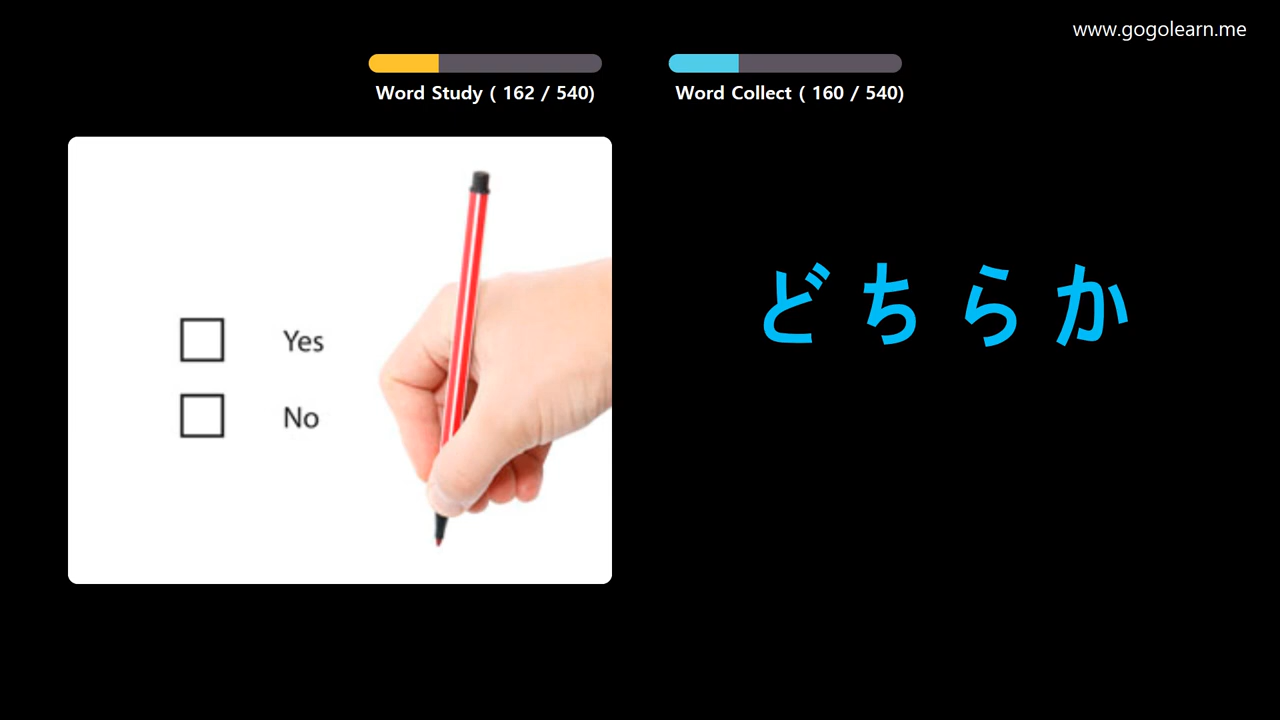 www.gogolearn.me
Word Study ( 162 / 540)
Word Collect ( 160 / 540)
どちらか
Yes
No